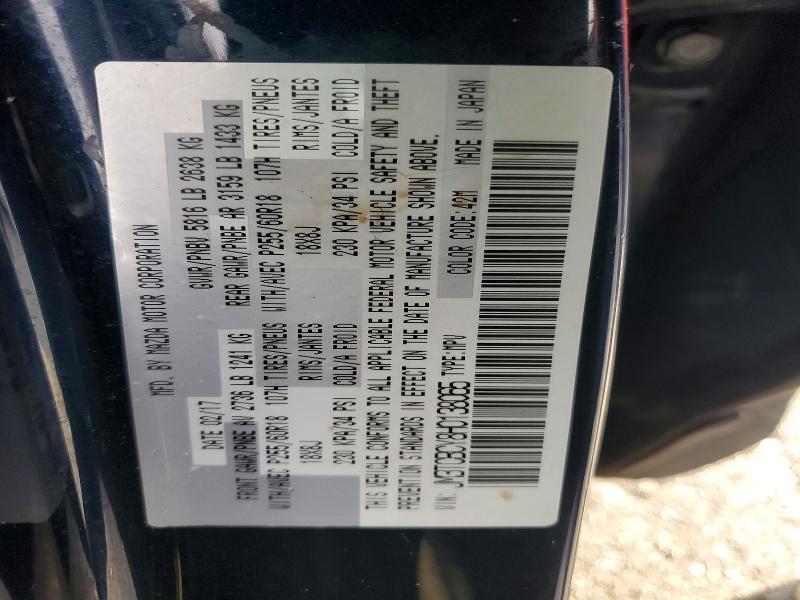 MFD. BY MAZDA MOTOR CORPORATION
DATE 02/17 GVWR/PNBV 5816 LB 2638 KG
FRONT GAWR/PNBE AV 2736 LB 1241 KG REAR GAWR/PNBE AR 3159 LB 1433 KG
WITH/AVEC P255/60R18 107H TIRES/PNEUS WITH/AVEC P255/60R18 107H TIRES/PNEUS
18X8J RIMS/JANTES 18X8J RIMS/JANTES
230 KPA/34 PSI COLD/A FROID 230 KPA/34 PSI COLD/A FROID
THIS VEHICLE CONFORMS TO ALL APPLICABLE FEDERAL MOTOR VEHICLE SAFETY AND THEFT
PREVENTION STANDARDS IN EFFECT ON THE DATE OF MANUFACTURE SHOWN ABOVE.
VIN: JM3TCBCY8H0138065 TYPE:MPV COLOR CODE:42M MADE IN JAPAN